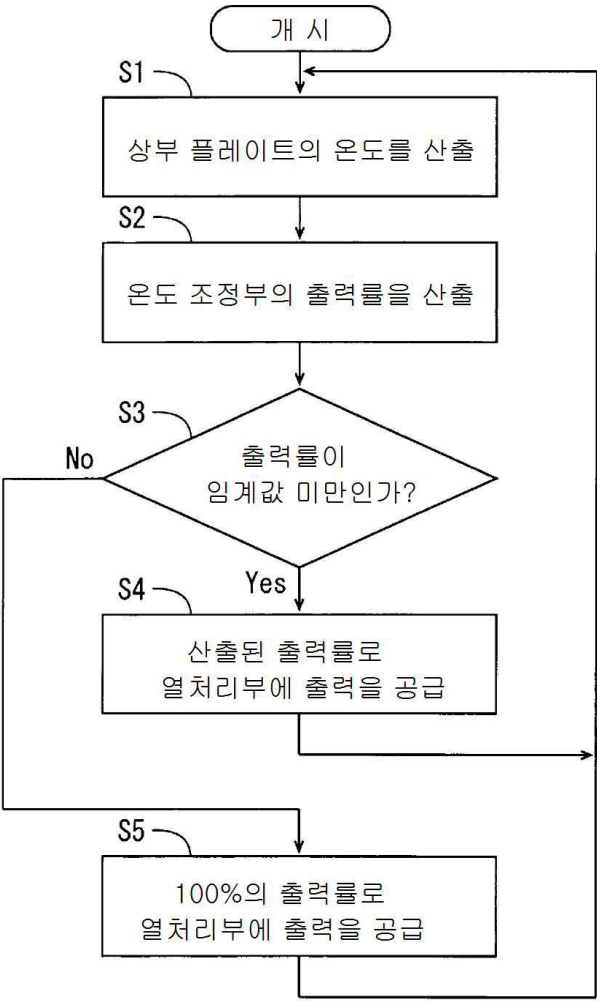 개 시
S1
상부 플레이트의 온도를 산출
S2
온도 조정부의 출력률을 산출
S3
No
출력률이
임계값 미만인가?
Yes
S4
산출된 출력률로
열처리부에 출력을 공급
S5
100%의 출력률로
열처리부에 출력을 공급